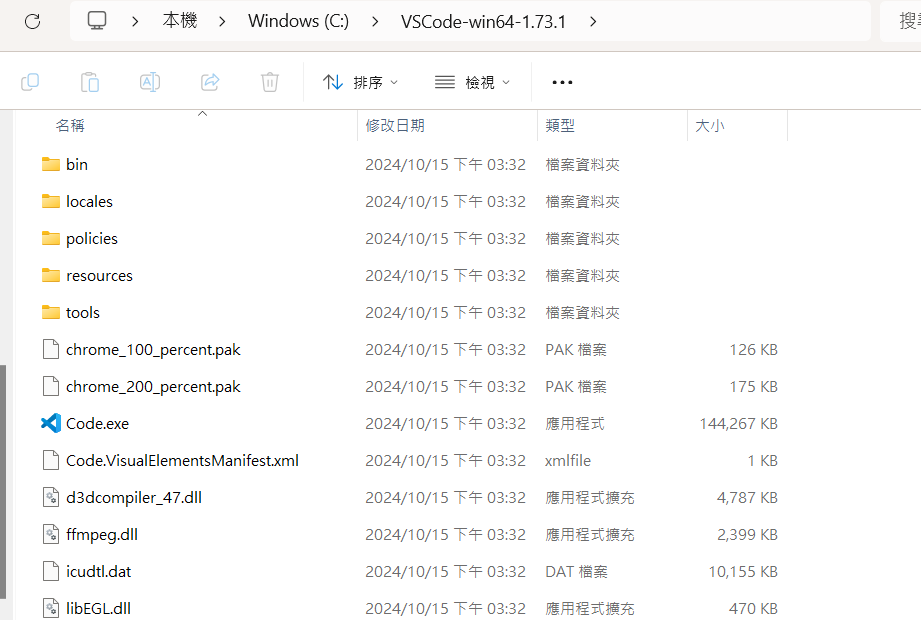 本機 > Windows (C:) > VSCode-win64-1.73.1 >
排序 檢視 •••
名稱 修改日期 類型 大小
bin 2024/10/15 下午 03:32 檔案資料夾
locales 2024/10/15 下午 03:32 檔案資料夾
policies 2024/10/15 下午 03:32 檔案資料夾
resources 2024/10/15 下午 03:32 檔案資料夾
tools 2024/10/15 下午 03:32 檔案資料夾
chrome_100_percent.pak 2024/10/15 下午 03:32 PAK 檔案 126 KB
chrome_200_percent.pak 2024/10/15 下午 03:32 PAK 檔案 175 KB
Code.exe 2024/10/15 下午 03:32 應用程式 144,267 KB
Code.VisualElementsManifest.xml 2024/10/15 下午 03:32 xmlfile 1 KB
d3dcompiler_47.dll 2024/10/15 下午 03:32 應用程式擴充 4,787 KB
ffmpeg.dll 2024/10/15 下午 03:32 應用程式擴充 2,399 KB
icudtl.dat 2024/10/15 下午 03:32 DAT 檔案 10,155 KB
libEGL.dll 2024/10/15 下午 03:32 應用程式擴充 470 KB